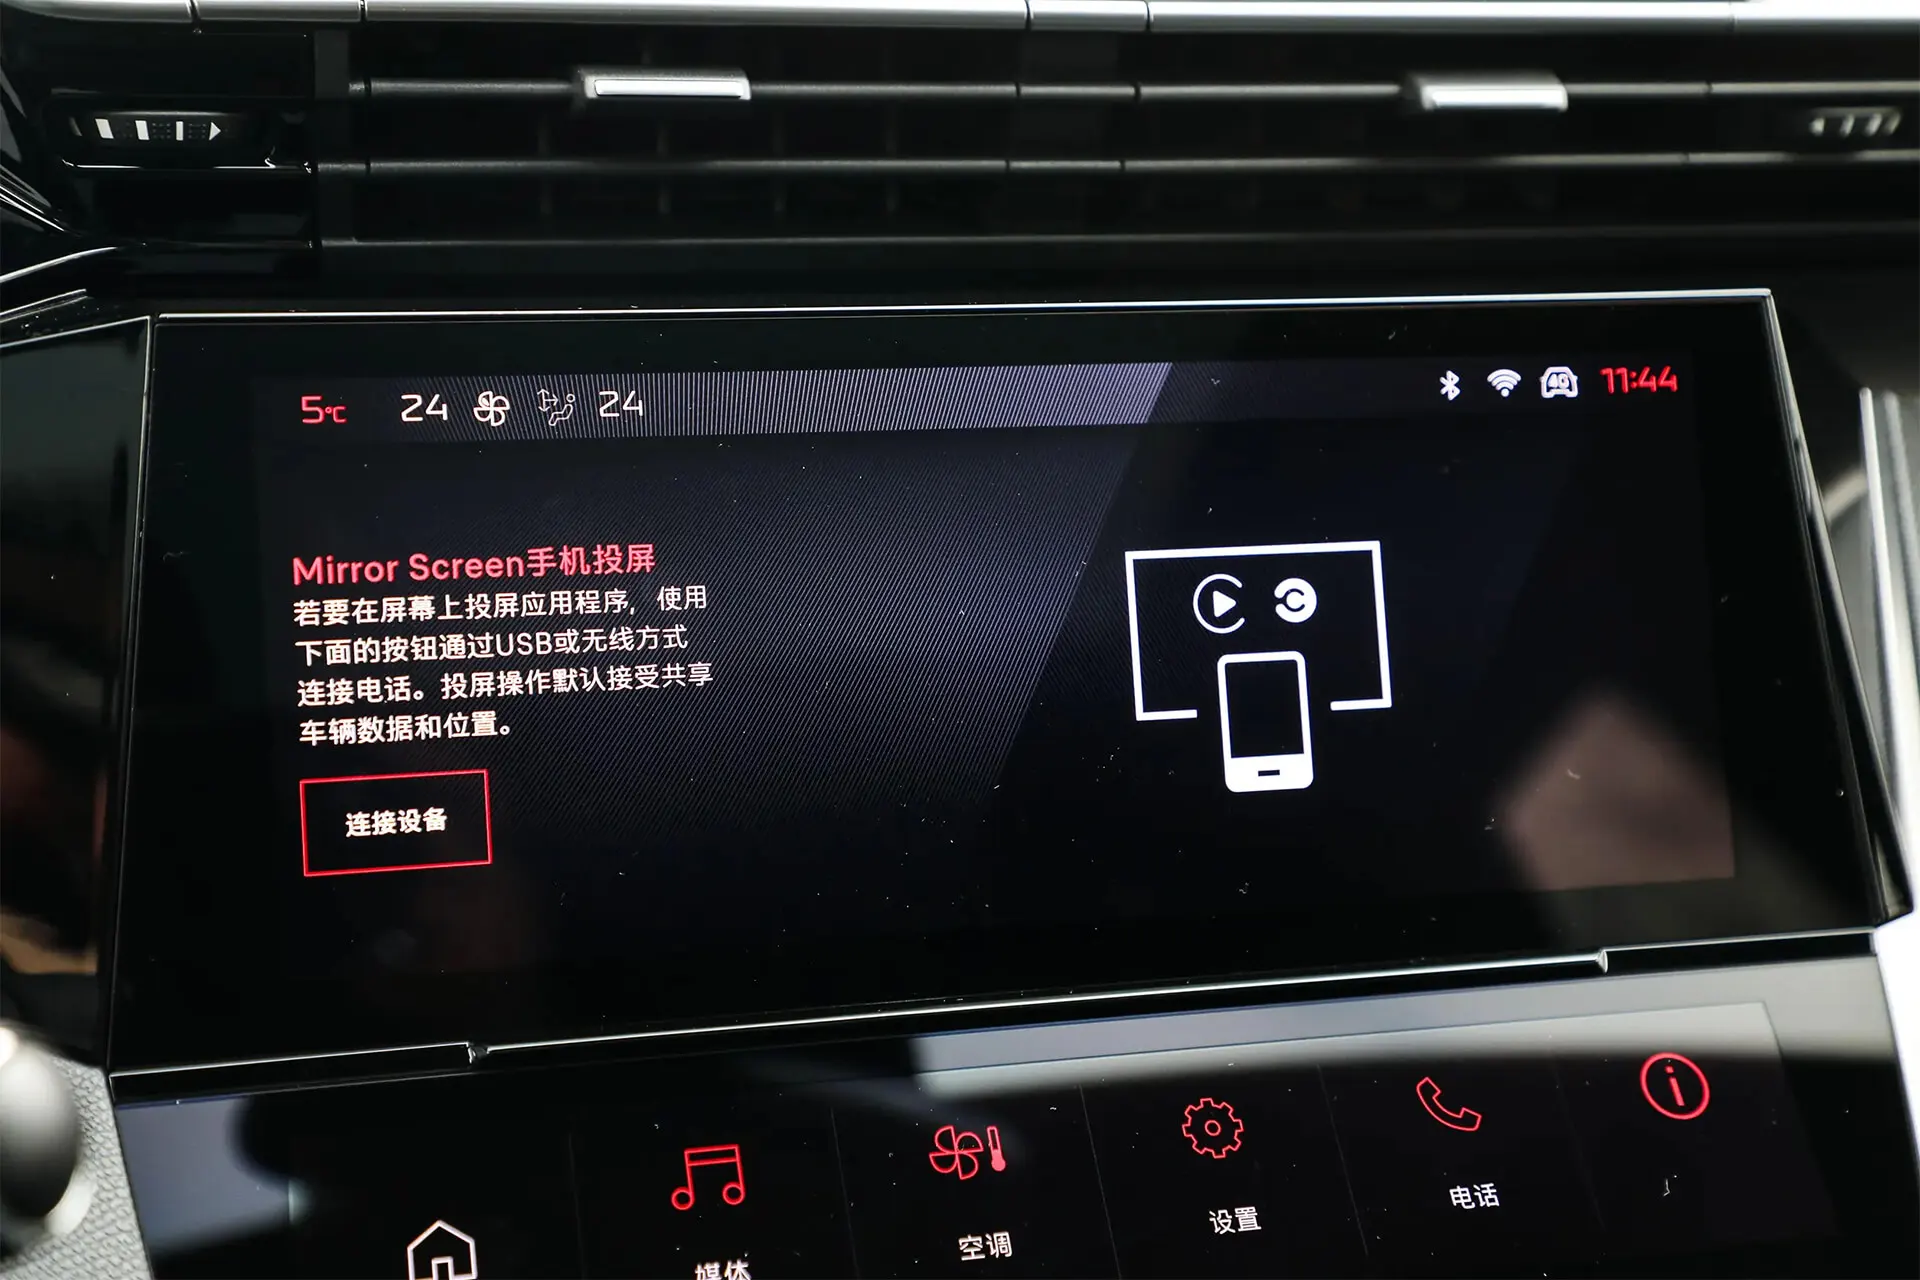 5°C 24 24 4G 11:44
Mirror Screen手机投屏
若要在屏幕上投屏应用程序，使用
下面的按钮通过USB或无线方式
连接电话。投屏操作默认接受共享
车辆数据和位置。
连接设备
媒体 空调 设置 电话